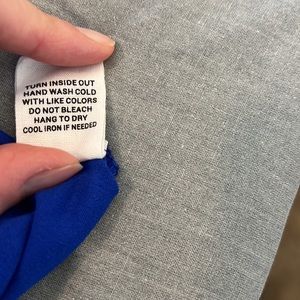 TURN INSIDE OUT
HAND WASH COLD
WITH LIKE COLORS
DO NOT BLEACH
HANG TO DRY
COOL IRON IF NEEDED